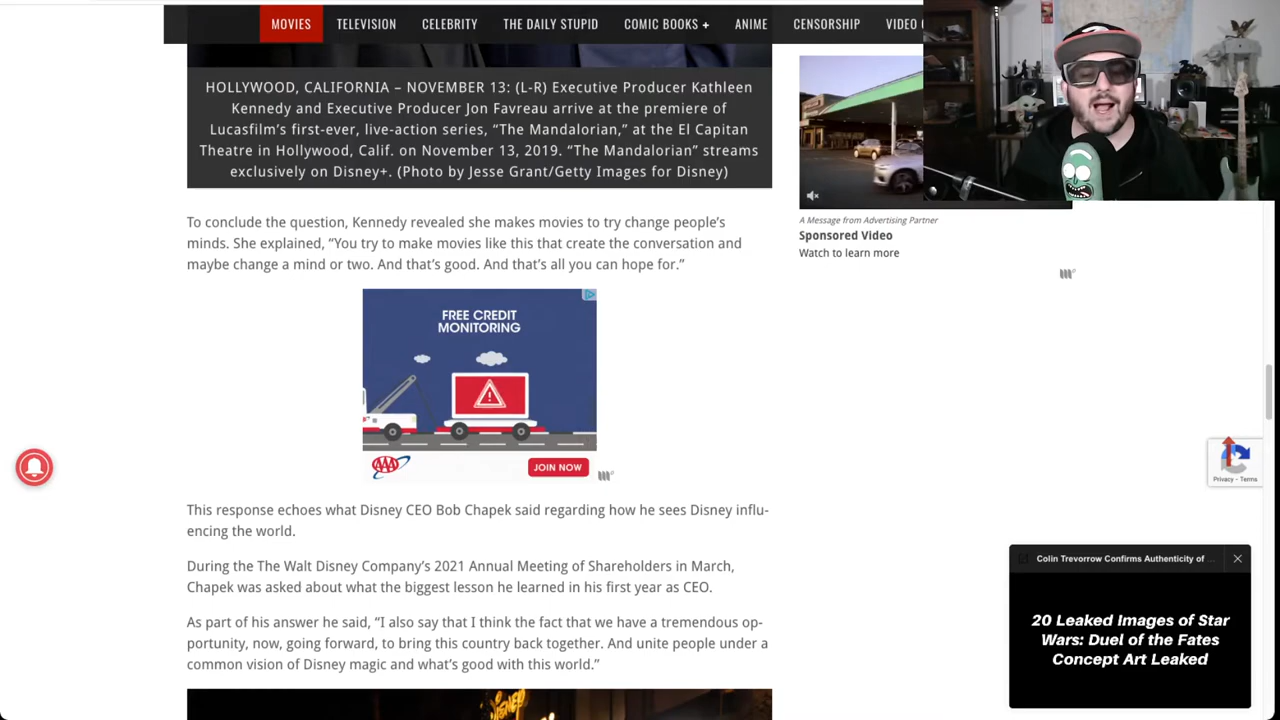 MOVIES
TELEVISION
CELEBRITY
THE DAILY STUPID
COMIC BOOKS +
ANIME
CENSORSHIP
VIDEO
HOLLYWOOD, CALIFORNIA – NOVEMBER 13: (L-R) Executive Producer Kathleen
Kennedy and Executive Producer Jon Favreau arrive at the premiere of
Lucasfilm’s first-ever, live-action series, “The Mandalorian,” at the El Capitan
Theatre in Hollywood, Calif. on November 13, 2019. “The Mandalorian” streams
exclusively on Disney+. (Photo by Jesse Grant/Getty Images for Disney)
A Message from Advertising Partner
Sponsored Video
Watch to learn more
To conclude the question, Kennedy revealed she makes movies to try change people’s
minds. She explained, “You try to make movies like this that create the conversation and
maybe change a mind or two. And that’s good. And that’s all you can hope for.”
FREE CREDIT
MONITORING
AAA
JOIN NOW
This response echoes what Disney CEO Bob Chapek said regarding how he sees Disney influ-
encing the world.
During the The Walt Disney Company’s 2021 Annual Meeting of Shareholders in March,
Chapek was asked about what the biggest lesson he learned in his first year as CEO.
As part of his answer he said, “I also say that I think the fact that we have a tremendous op-
portunity, now, going forward, to bring this country back together. And unite people under a
common vision of Disney magic and what’s good with this world.”
Privacy - Terms
Colin Trevorrow Confirms Authenticity of ...
20 Leaked Images of Star
Wars: Duel of the Fates
Concept Art Leaked